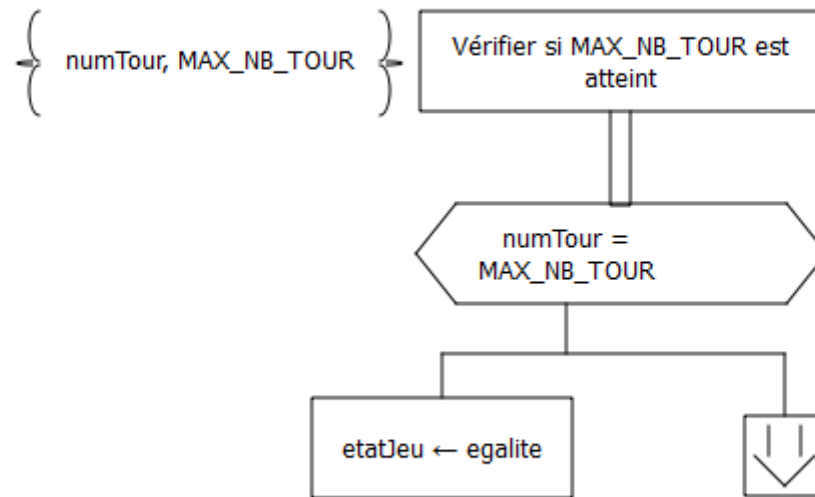 numTour, MAX_NB_TOUR
Vérifier si MAX_NB_TOUR est
atteint
numTour =
MAX_NB_TOUR
etatJeu ← egalite